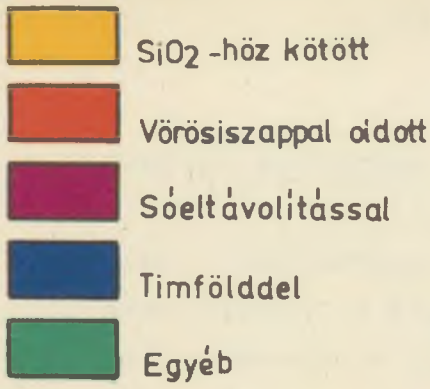 SiO2 -höz kötött
Vörösiszappal oldott
Sóeltávolítással
Timfölddel
Egyéb